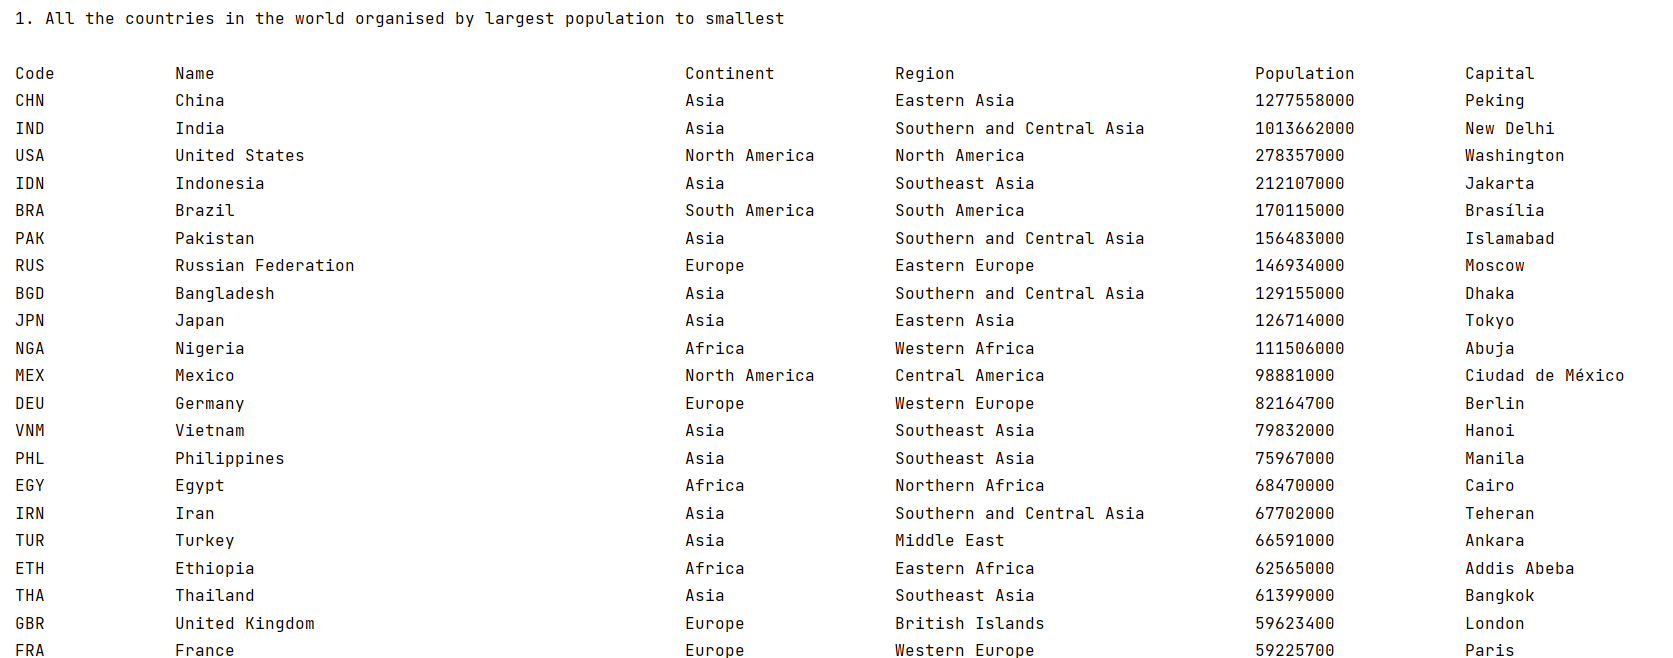 1. All the countries in the world organised by largest population to smallest
Code Name Continent Region Population Capital
CHN China Asia Eastern Asia 1277558000 Peking
IND India Asia Southern and Central Asia 1013662000 New Delhi
USA United States North America North America 278357000 Washington
IDN Indonesia Asia Southeast Asia 212107000 Jakarta
BRA Brazil South America South America 170115000 Brasília
PAK Pakistan Asia Southern and Central Asia 156483000 Islamabad
RUS Russian Federation Europe Eastern Europe 146934000 Moscow
BGD Bangladesh Asia Southern and Central Asia 129155000 Dhaka
JPN Japan Asia Eastern Asia 126714000 Tokyo
NGA Nigeria Africa Western Africa 111506000 Abuja
MEX Mexico North America Central America 98881000 Ciudad de México
DEU Germany Europe Western Europe 82164700 Berlin
VNM Vietnam Asia Southeast Asia 79832000 Hanoi
PHL Philippines Asia Southeast Asia 75967000 Manila
EGY Egypt Africa Northern Africa 68470000 Cairo
IRN Iran Asia Southern and Central Asia 67702000 Teheran
TUR Turkey Asia Middle East 66591000 Ankara
ETH Ethiopia Africa Eastern Africa 62565000 Addis Abeba
THA Thailand Asia Southeast Asia 61399000 Bangkok
GBR United Kingdom Europe British Islands 59623400 London
FRA France Europe Western Europe 59225700 Paris